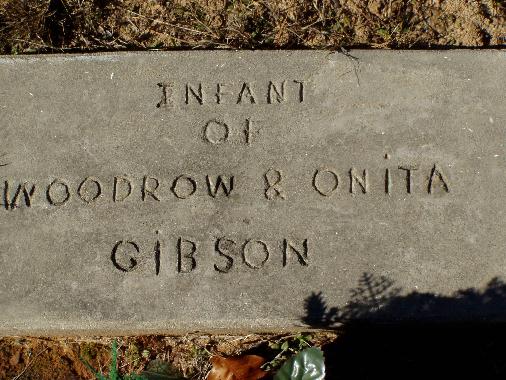 INFANT
OF
WOODROW & ONiTA
GiBSON